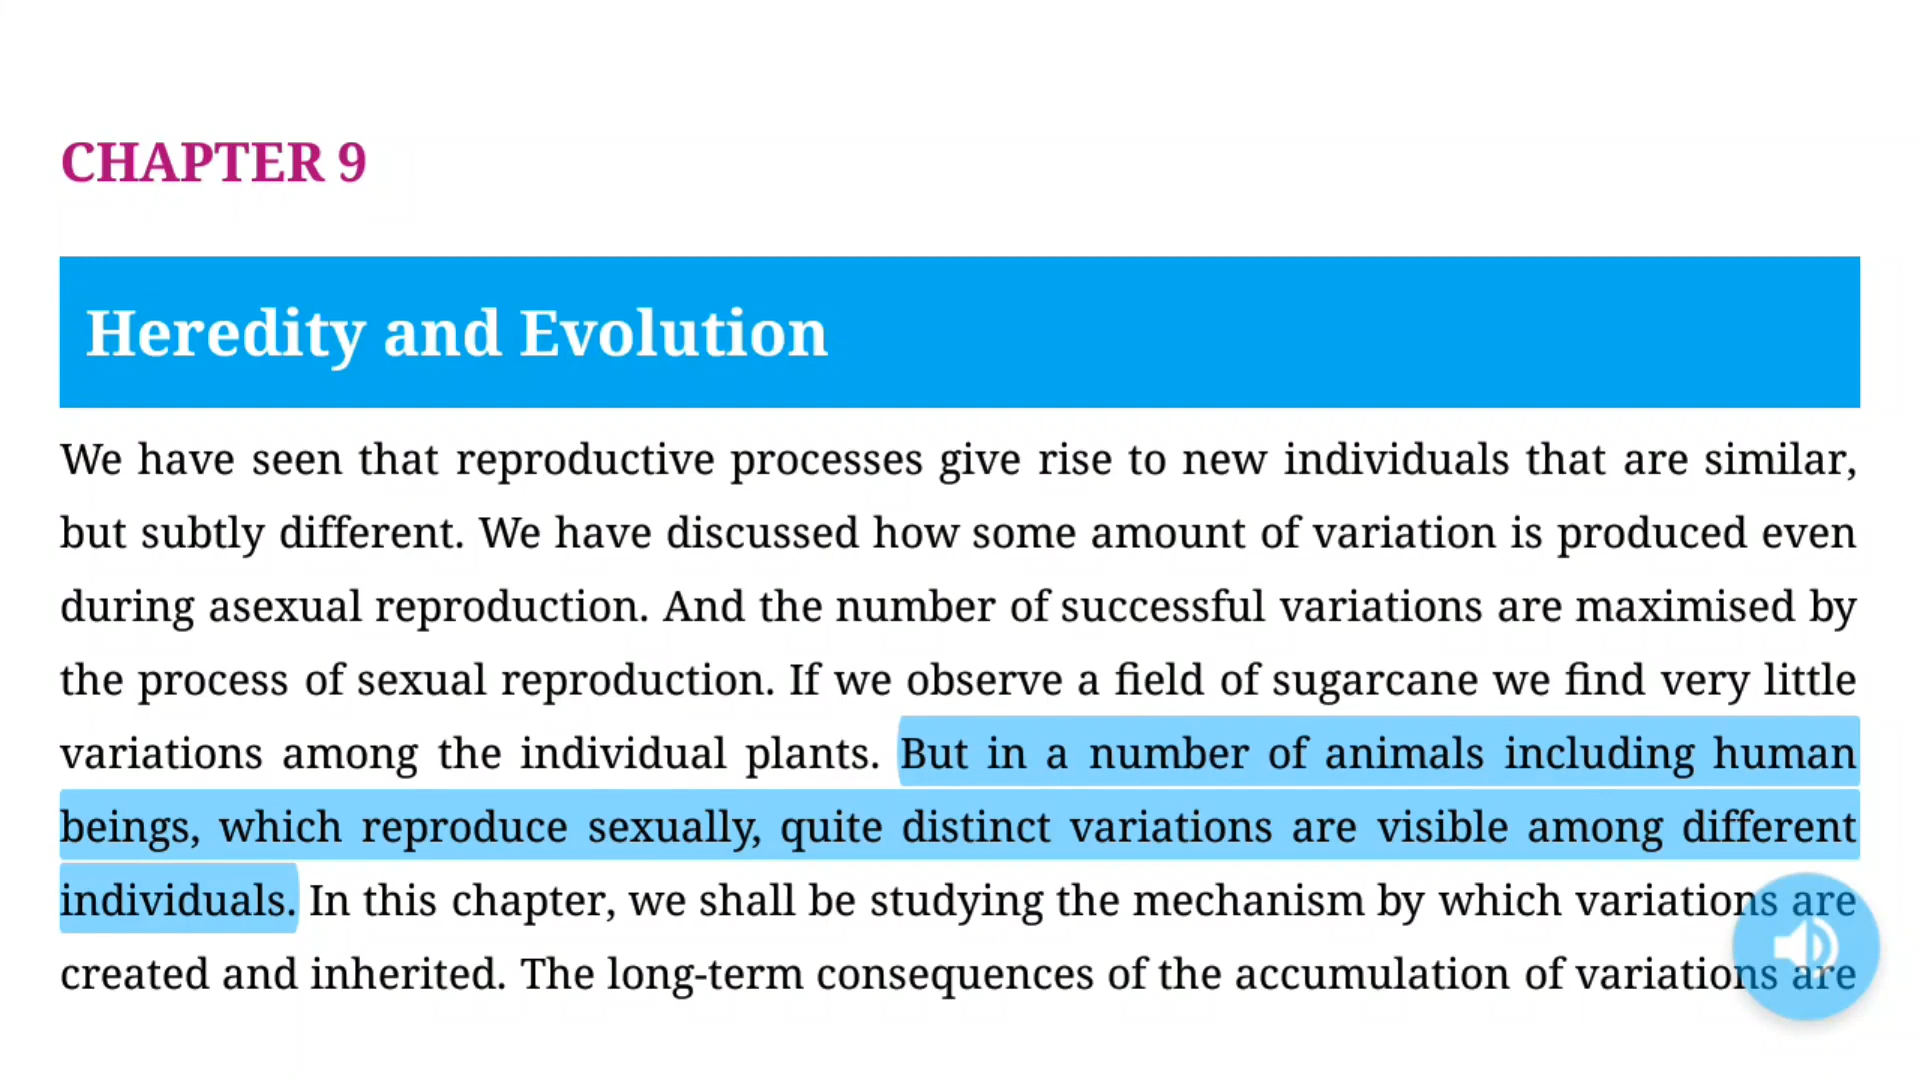 CHAPTER 9
Heredity and Evolution
We have seen that reproductive processes give rise to new individuals that are similar,
but subtly different. We have discussed how some amount of variation is produced even
during asexual reproduction. And the number of successful variations are maximised by
the process of sexual reproduction. If we observe a field of sugarcane we find very little
variations among the individual plants. But in a number of animals including human
beings, which reproduce sexually, quite distinct variations are visible among different
individuals. In this chapter, we shall be studying the mechanism by which variations are
created and inherited. The long-term consequences of the accumulation of variations are